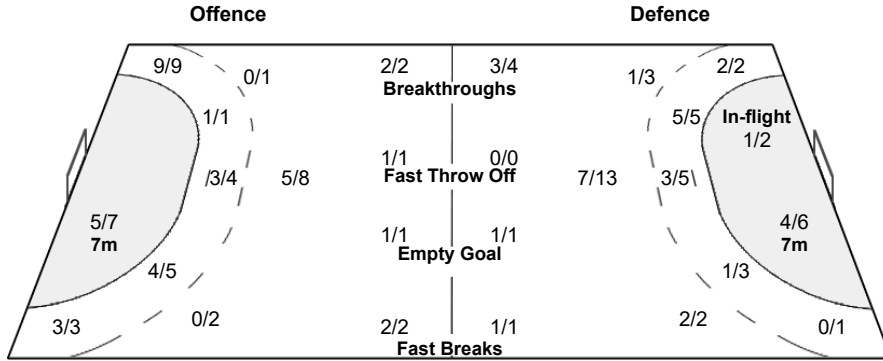 Offence Defence
9/9 0/1 2/2 3/4 1/3 2/2
Breakthroughs
1/1 5/5 In-flight
1/2
1/1 0/0
3/4 5/8 Fast Throw Off 7/13 3/5
5/7 4/6
7m 7m
1/1 1/1
Empty Goal
4/5 1/3
3/3 0/2 2/2 1/1 2/2 0/1
Fast Breaks